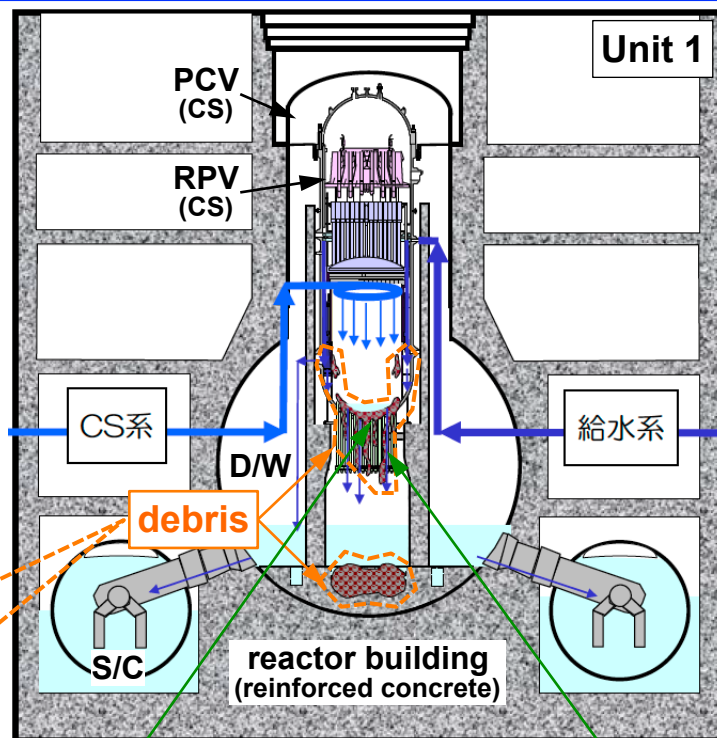 Unit 1
PCV
(CS)
RPV
(CS)
CS系
給水系
D/W
debris
S/C
reactor building
(reinforced concrete)